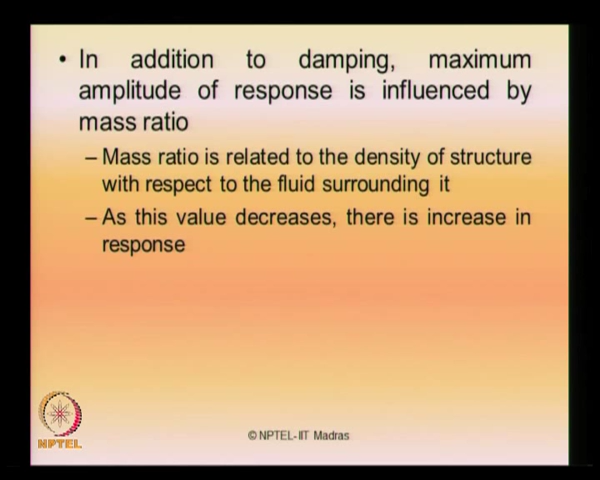 • In addition to damping, maximum
amplitude of response is influenced by
mass ratio
– Mass ratio is related to the density of structure
with respect to the fluid surrounding it
– As this value decreases, there is increase in
response
NPTEL
© NPTEL-IIT Madras